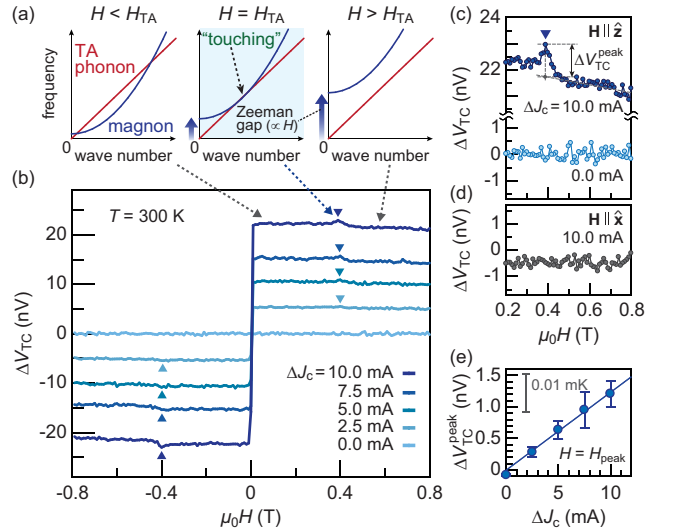 (a)
H < H_TA
H = H_TA
H > H_TA
frequency
TA
phonon
magnon
“touching”
Zeeman
gap (∝ H)
0
wave number
0
wave number
0
wave number
(b)
T = 300 K
ΔV_TC (nV)
20
10
0
-10
-20
ΔJ_c = 10.0 mA
7.5 mA
5.0 mA
2.5 mA
0.0 mA
-0.8
-0.4
0
0.4
0.8
μ₀H (T)
(c)
24
22
1
0
-1
ΔV_TC (nV)
H || ẑ
ΔV_TC^peak
ΔJ_c = 10.0 mA
0.0 mA
(d)
H || x̂
10.0 mA
1
0
-1
ΔV_TC (nV)
0.2
0.4
0.6
0.8
μ₀H (T)
(e)
1.5
1.0
0.5
0.0
ΔV_TC^peak (nV)
0.01 mK
H = H_peak
0
5
10
ΔJ_c (mA)